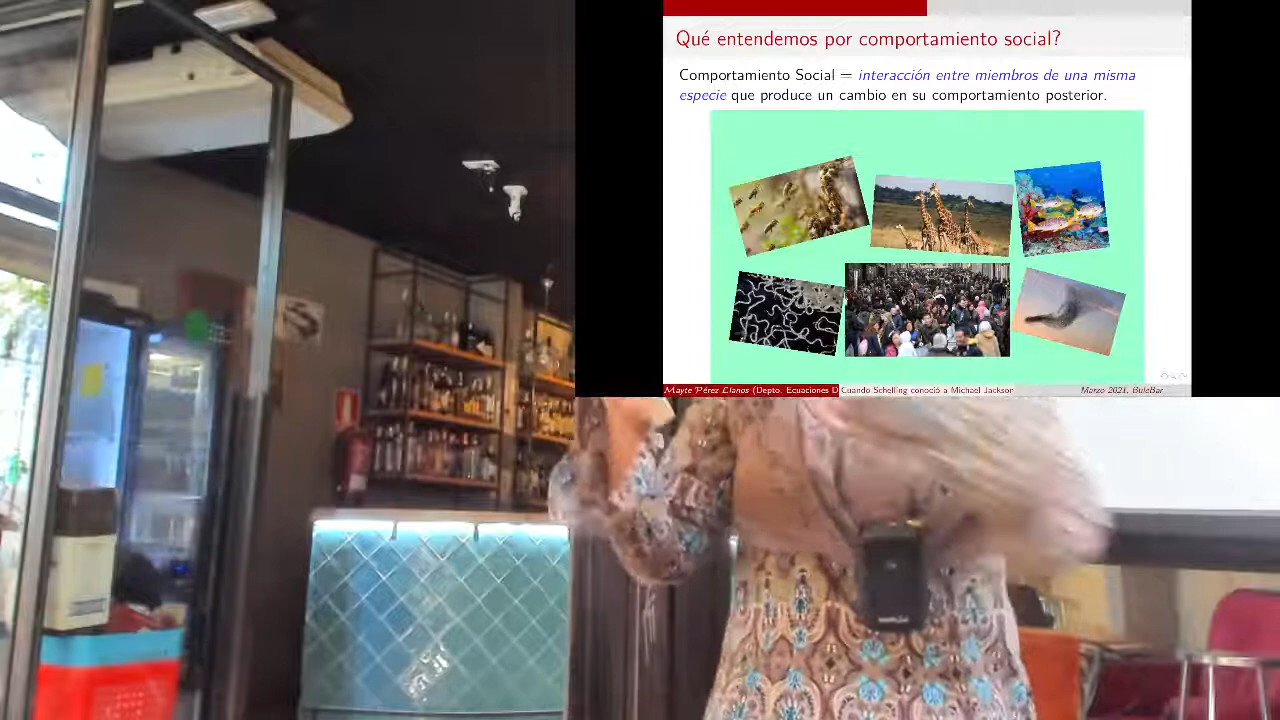 Qué entendemos por comportamiento social?
Comportamiento Social = interacción entre miembros de una misma
especie que produce un cambio en su comportamiento posterior.
Mayte Pérez Llanos (Depto. Ecuaciones D
Cuando Schelling conoció a Michael Jackson
Marzo 2021, BuleBar